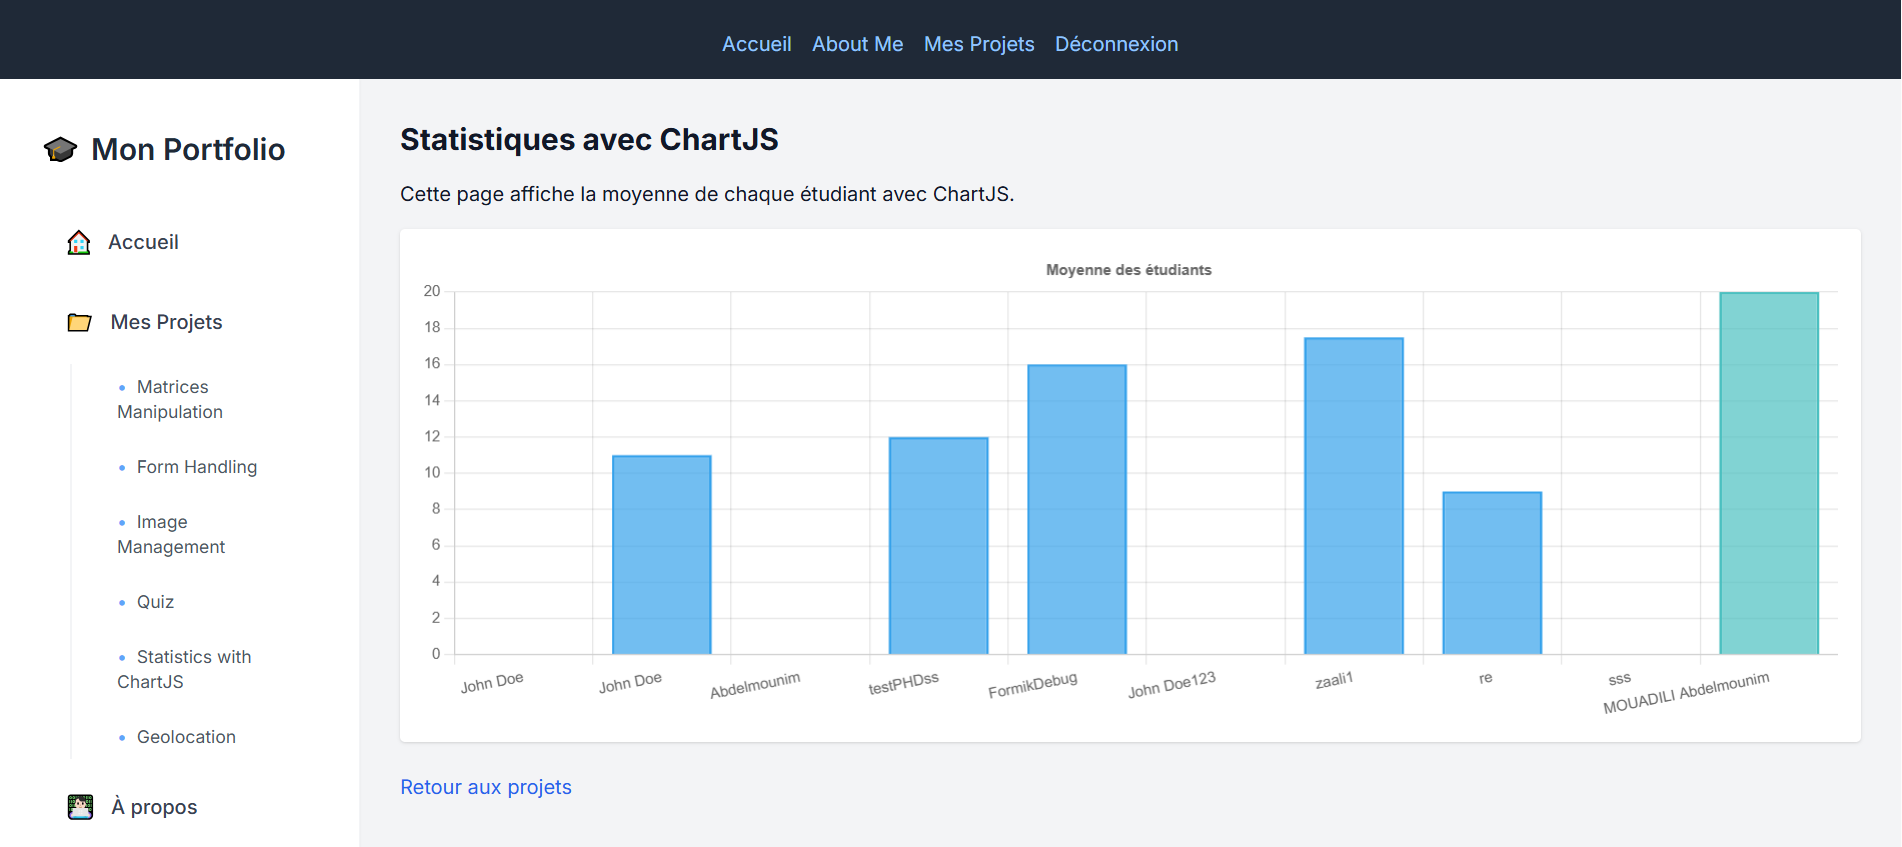 Accueil About Me Mes Projets Déconnexion
Mon Portfolio
Accueil
Mes Projets
• Matrices
Manipulation
• Form Handling
• Image
Management
• Quiz
• Statistics with
ChartJS
• Geolocation
À propos
Statistiques avec ChartJS
Cette page affiche la moyenne de chaque étudiant avec ChartJS.
Moyenne des étudiants
20
18
16
14
12
10
8
6
4
2
0
John Doe
John Doe
Abdelmounim
testPHDss
FormikDebug
John Doe123
zaali1
re
sss
MOUADILI Abdelmounim
Retour aux projets